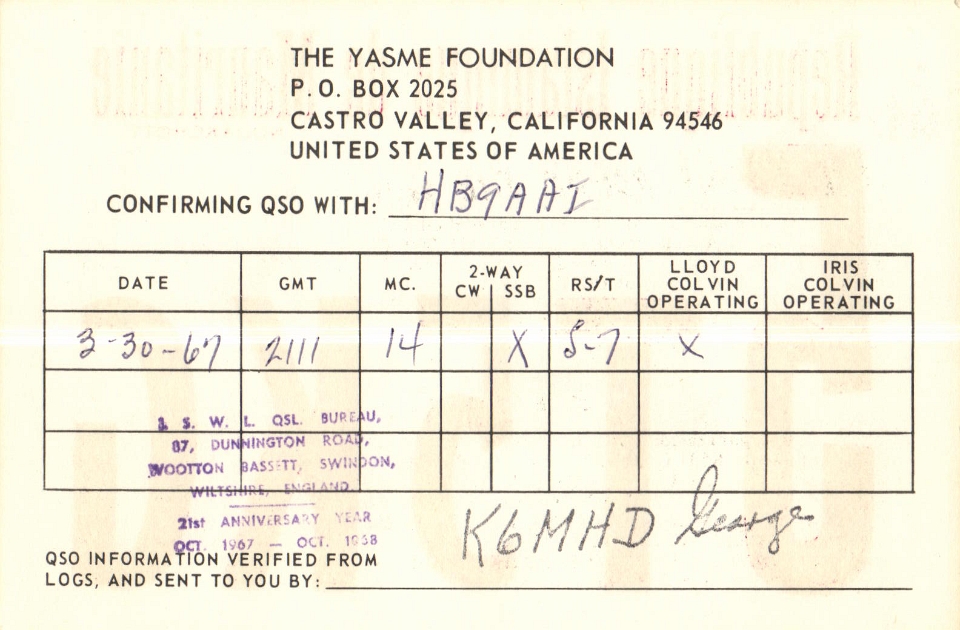 THE YASME FOUNDATION
P.O. BOX 2025
CASTRO VALLEY, CALIFORNIA 94546
UNITED STATES OF AMERICA
CONFIRMING QSO WITH: HB9AAI
DATE GMT MC. 2-WAY CW | SSB RS/T LLOYD COLVIN OPERATING IRIS COLVIN OPERATING
3-30-67 2111 14 X 5-7 X
I. S. W. L. QSL. BUREAU,
87, DUNNINGTON ROAD,
WOOTTON BASSETT, SWINDON,
WILTSHIRE, ENGLAND.
21st ANNIVERSARY YEAR
OCT. 1967 — OCT. 1968
K6MHD George
QSO INFORMATION VERIFIED FROM
LOGS, AND SENT TO YOU BY: